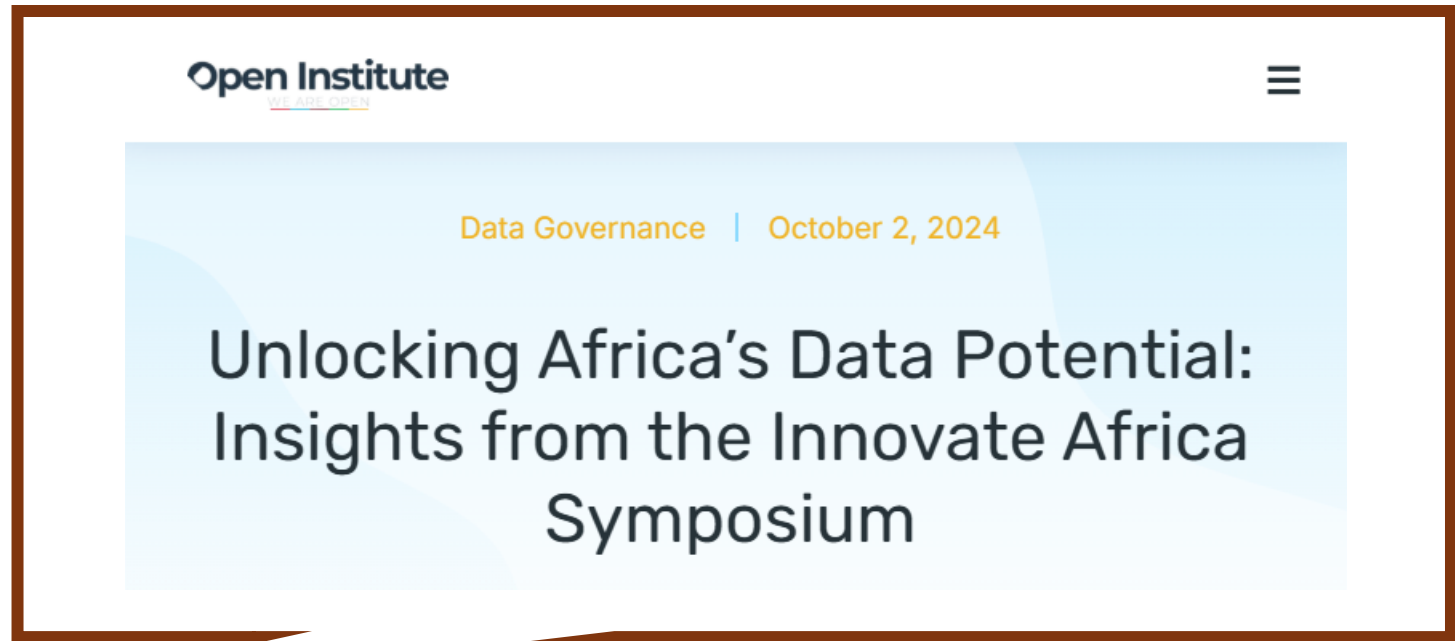 Open Institute
WE ARE OPEN
Data Governance | October 2, 2024
Unlocking Africa’s Data Potential:
Insights from the Innovate Africa
Symposium